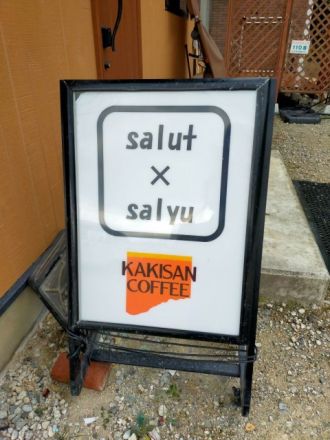 salut
×
salyu
KAKISAN
COFFEE